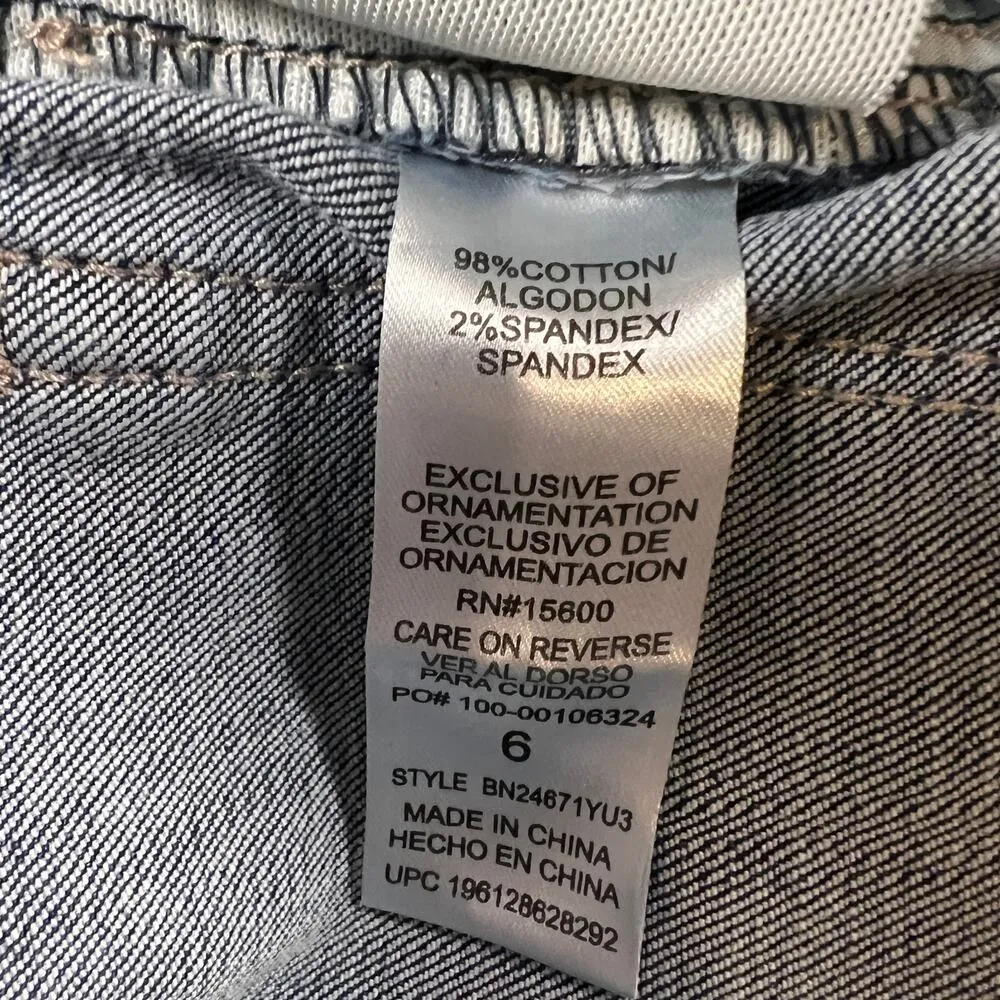 98%COTTON/
ALGODON
2%SPANDEX/
SPANDEX
EXCLUSIVE OF
ORNAMENTATION
EXCLUSIVO DE
ORNAMENTACION
RN#15600
CARE ON REVERSE
VER AL DORSO
PARA CUIDADO
PO# 100-00106324
6
STYLE BN24671YU3
MADE IN CHINA
HECHO EN CHINA
UPC 196128628292